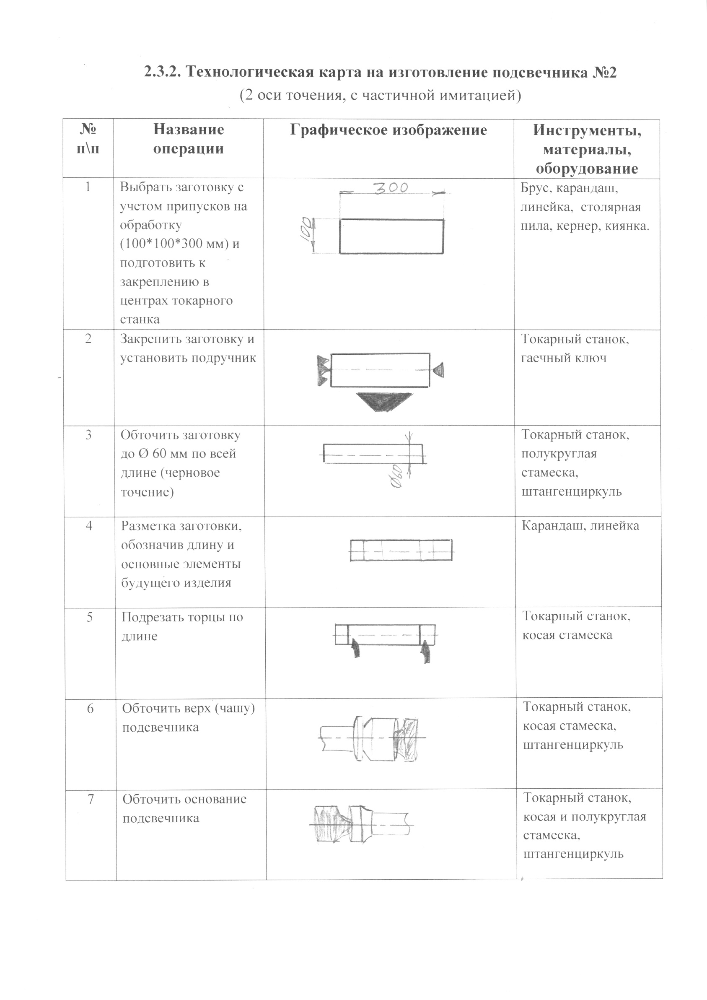 2.3.2. Технологическая карта на изготовление подсвечника №2
(2 оси точения, с частичной имитацией)
№
п\п
Название
операции
Графическое изображение
Инструменты,
материалы,
оборудование
1
Выбрать заготовку с
учетом припусков на
обработку
(100*100*300 мм) и
подготовить к
закреплению в
центрах токарного
станка
300
100
Брус, карандаш,
линейка, столярная
пила, кернер, киянка.
2
Закрепить заготовку и
установить подручник
Токарный станок,
гаечный ключ
3
Обточить заготовку
до Ø 60 мм по всей
длине (черновое
точение)
Ø60
Токарный станок,
полукруглая
стамеска,
штангенциркуль
4
Разметка заготовки,
обозначив длину и
основные элементы
будущего изделия
Карандаш, линейка
5
Подрезать торцы по
длине
Токарный станок,
косая стамеска
6
Обточить верх (чашу)
подсвечника
Токарный станок,
косая стамеска,
штангенциркуль
7
Обточить основание
подсвечника
Токарный станок,
косая и полукруглая
стамеска,
штангенциркуль